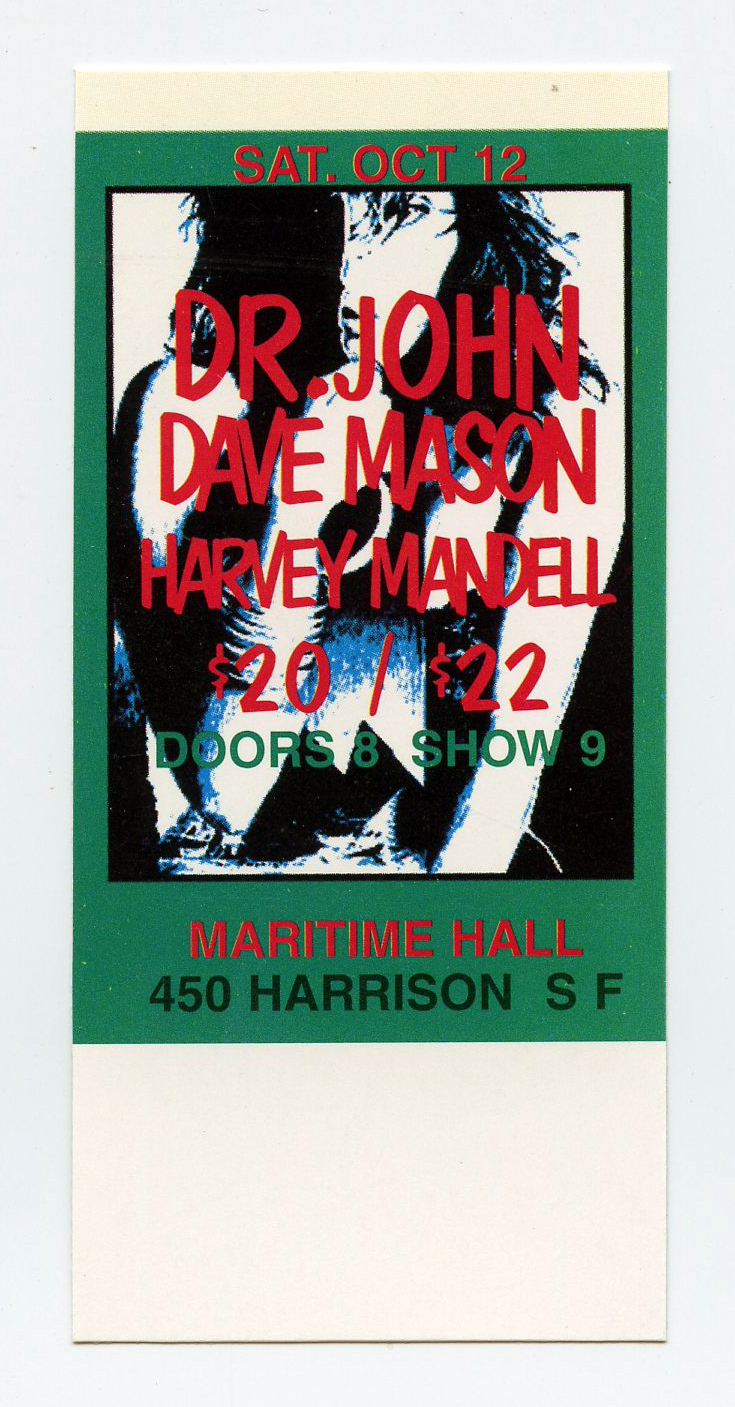 SAT. OCT 12
DR. JOHN
DAVE MASON
HARVEY MANDELL
$20 / $22
DOORS 8 SHOW 9
MARITIME HALL
450 HARRISON S F